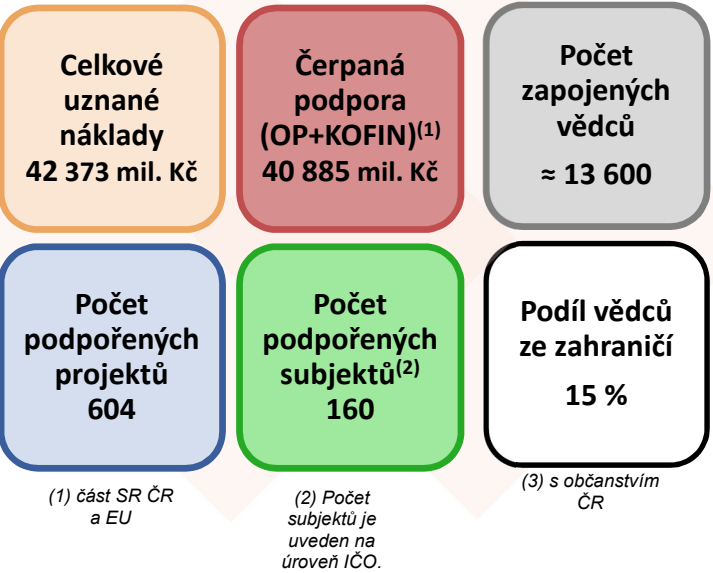 Celkové
uznané
náklady
42 373 mil. Kč
Čerpaná
podpora
(OP+KOFIN)(1)
40 885 mil. Kč
Počet
zapojených
vědců
≈ 13 600
Počet
podpořených
projektů
604
Počet
podpořených
subjektů(2)
160
Podíl vědců
ze zahraničí
15 %
(1) část SR ČR
a EU
(2) Počet
subjektů je
uveden na
úroveň IČO.
(3) s občanstvím
ČR